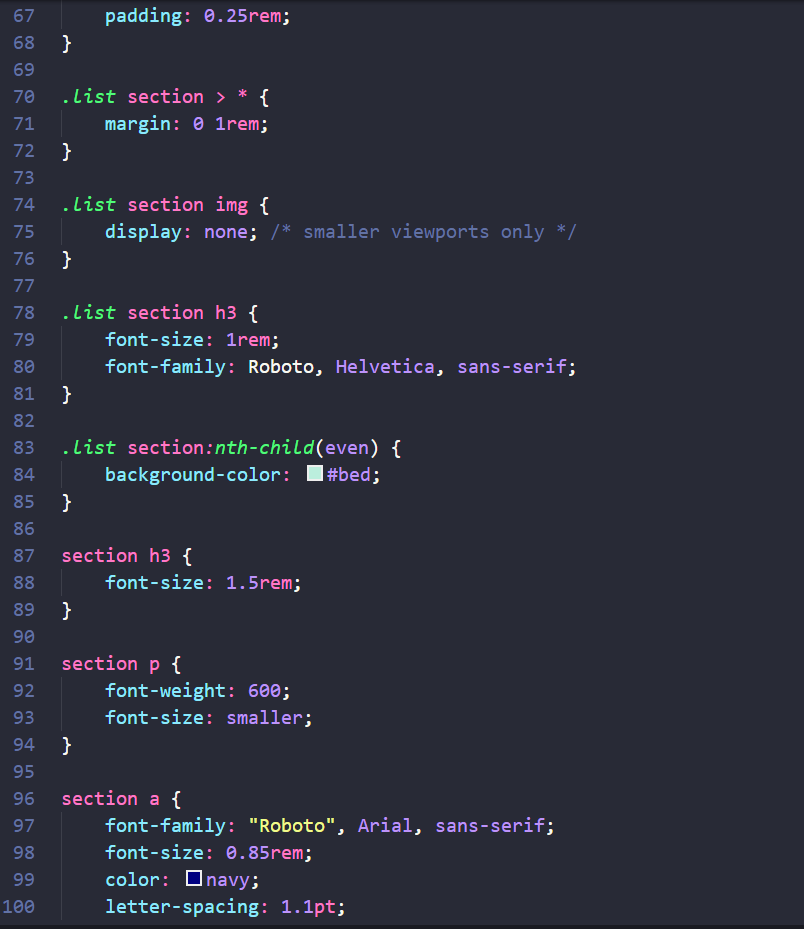 67     padding: 0.25rem;
68 }
69
70 .list section > * {
71     margin: 0 1rem;
72 }
73
74 .list section img {
75     display: none; /* smaller viewports only */
76 }
77
78 .list section h3 {
79     font-size: 1rem;
80     font-family: Roboto, Helvetica, sans-serif;
81 }
82
83 .list section:nth-child(even) {
84     background-color: #bed;
85 }
86
87 section h3 {
88     font-size: 1.5rem;
89 }
90
91 section p {
92     font-weight: 600;
93     font-size: smaller;
94 }
95
96 section a {
97     font-family: "Roboto", Arial, sans-serif;
98     font-size: 0.85rem;
99     color: navy;
100     letter-spacing: 1.1pt;